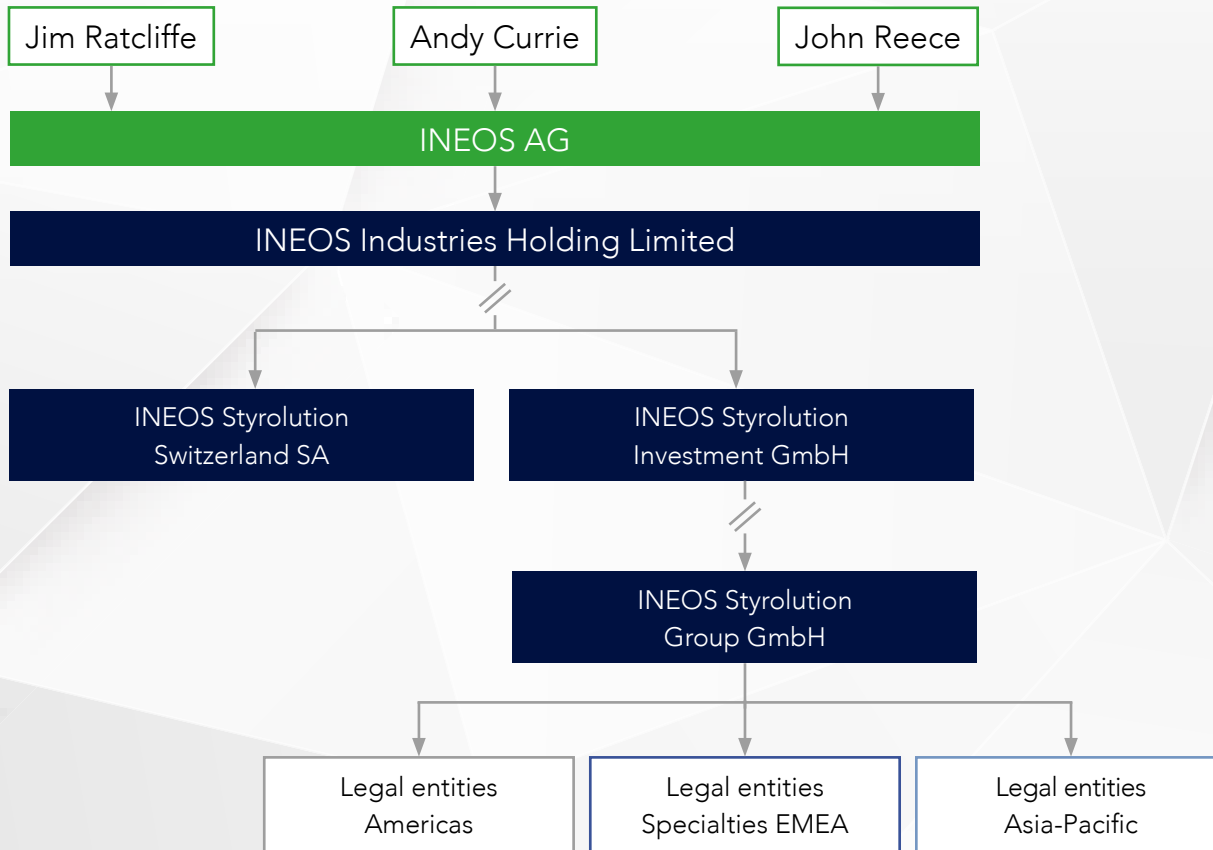 Jim Ratcliffe
Andy Currie
John Reece
INEOS AG
INEOS Industries Holding Limited
INEOS Styrolution
Switzerland SA
INEOS Styrolution
Investment GmbH
INEOS Styrolution
Group GmbH
Legal entities
Americas
Legal entities
Specialties EMEA
Legal entities
Asia-Pacific